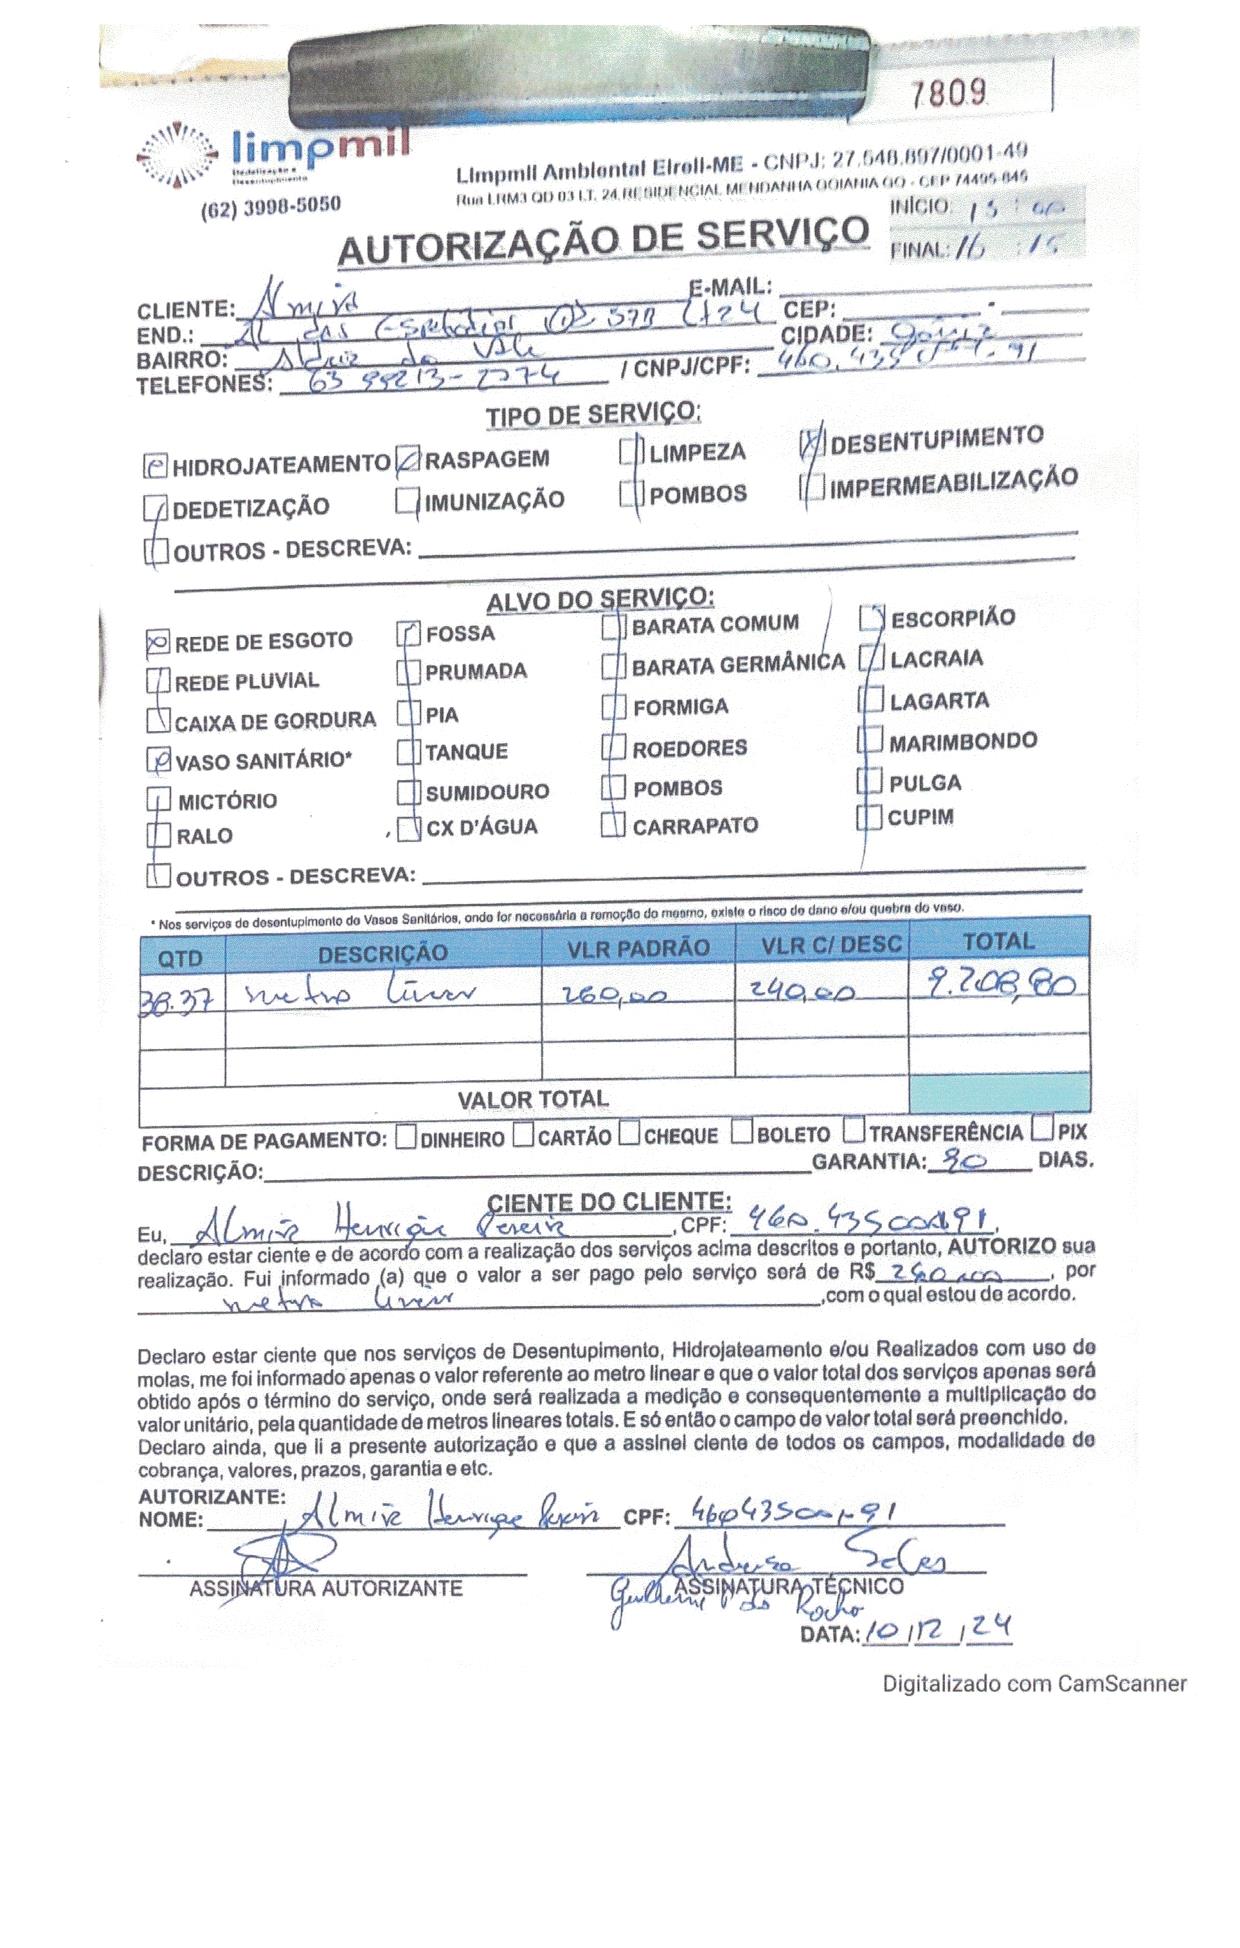 7809
limpmil
Dedetização e
Desentupimento
(62) 3998-5050
Limpmil Ambiental Eireli-ME - CNPJ: 27.648.897/0001-49
Rua LRM3 QD 03 LT. 24 RESIDENCIAL MENDANHA GOIANIA GO - CEP 74495-845
INÍCIO: 15:00
FINAL: 16:15
AUTORIZAÇÃO DE SERVIÇO
CLIENTE: Almir E-MAIL:
END.: AL das QD 37B LT 24 CEP: -
BAIRRO: do Vale CIDADE:
TELEFONES: 63 99213-2774 / CNPJ/CPF: 460.435.001.91
TIPO DE SERVIÇO:
HIDROJATEAMENTO RASPAGEM LIMPEZA DESENTUPIMENTO
DEDETIZAÇÃO IMUNIZAÇÃO POMBOS IMPERMEABILIZAÇÃO
OUTROS - DESCREVA:
ALVO DO SERVIÇO:
REDE DE ESGOTO FOSSA BARATA COMUM ESCORPIÃO
REDE PLUVIAL PRUMADA BARATA GERMÂNICA LACRAIA
CAIXA DE GORDURA PIA FORMIGA LAGARTA
VASO SANITÁRIO* TANQUE ROEDORES MARIMBONDO
MICTÓRIO SUMIDOURO POMBOS PULGA
RALO CX D'ÁGUA CARRAPATO CUPIM
OUTROS - DESCREVA:
* Nos serviços de desentupimento do Vasos Sanitários, onde for necessária a remoção do mesmo, existe o risco de dano e/ou quebra do vaso.
QTD DESCRIÇÃO VLR PADRÃO VLR C/ DESC TOTAL
38.37 metro linear 260,00 240,00 9.208,80
VALOR TOTAL
FORMA DE PAGAMENTO: DINHEIRO CARTÃO CHEQUE BOLETO TRANSFERÊNCIA PIX
DESCRIÇÃO: GARANTIA: 90 DIAS.
CIENTE DO CLIENTE:
Eu, Almir Henrique Pereira, CPF: 460.435001.91,
declaro estar ciente e de acordo com a realização dos serviços acima descritos e portanto, AUTORIZO sua
realização. Fui informado (a) que o valor a ser pago pelo serviço será de R$ 240,00, por
metro linear, com o qual estou de acordo.
Declaro estar ciente que nos serviços de Desentupimento, Hidrojateamento e/ou Realizados com uso de
molas, me foi informado apenas o valor referente ao metro linear e que o valor total dos serviços apenas será
obtido após o término do serviço, onde será realizada a medição e consequentemente a multiplicação do
valor unitário, pela quantidade de metros lineares totais. E só então o campo de valor total será preenchido.
Declaro ainda, que li a presente autorização e que a assinei ciente de todos os campos, modalidade de
cobrança, valores, prazos, garantia e etc.
AUTORIZANTE:
NOME: Almir Henrique Pereira CPF: 460435001-91
Anderson Sales
ASSINATURA AUTORIZANTE ASSINATURA TÉCNICO
Guilherme da Rocha
DATA: 10/12/24
Digitalizado com CamScanner